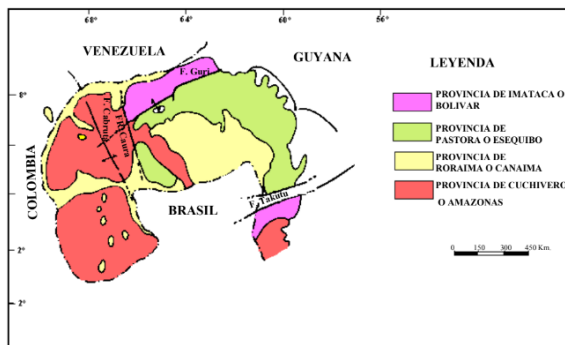 68° 64° 60° 56°
VENEZUELA
GUYANA
F. Guri
8°
F. Cabruta
COLOMBIA
BRASIL
F. Takutu
2°
2°
LEYENDA
PROVINCIA DE IMATACA O
BOLIVAR
PROVINCIA DE
PASTORA O ESEQUIBO
PROVINCIA DE
RORAIMA O CANAIMA
PROVINCIA DE CUCHIVERO
O AMAZONAS
0 150 300 450 Km.